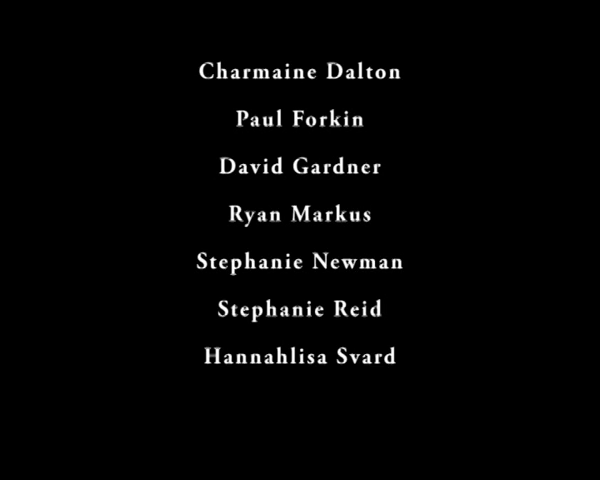 Charmaine Dalton
Paul Forkin
David Gardner
Ryan Markus
Stephanie Newman
Stephanie Reid
Hannahlisa Svard